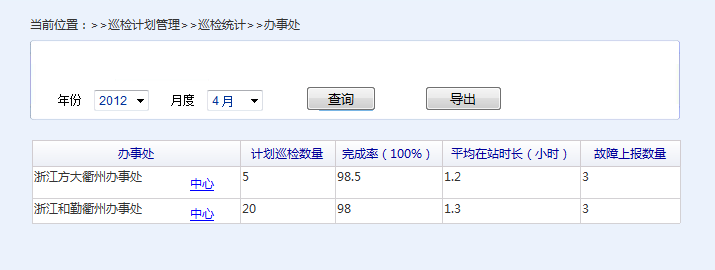 当前位置：>>巡检计划管理>>巡检统计>>办事处
年份 2012 月度 4 月 查询 导出
办事处 计划巡检数量 完成率（100%） 平均在站时长（小时） 故障上报数量
浙江方大衢州办事处 中心 5 98.5 1.2 3
浙江和勤衢州办事处 中心 20 98 1.3 3